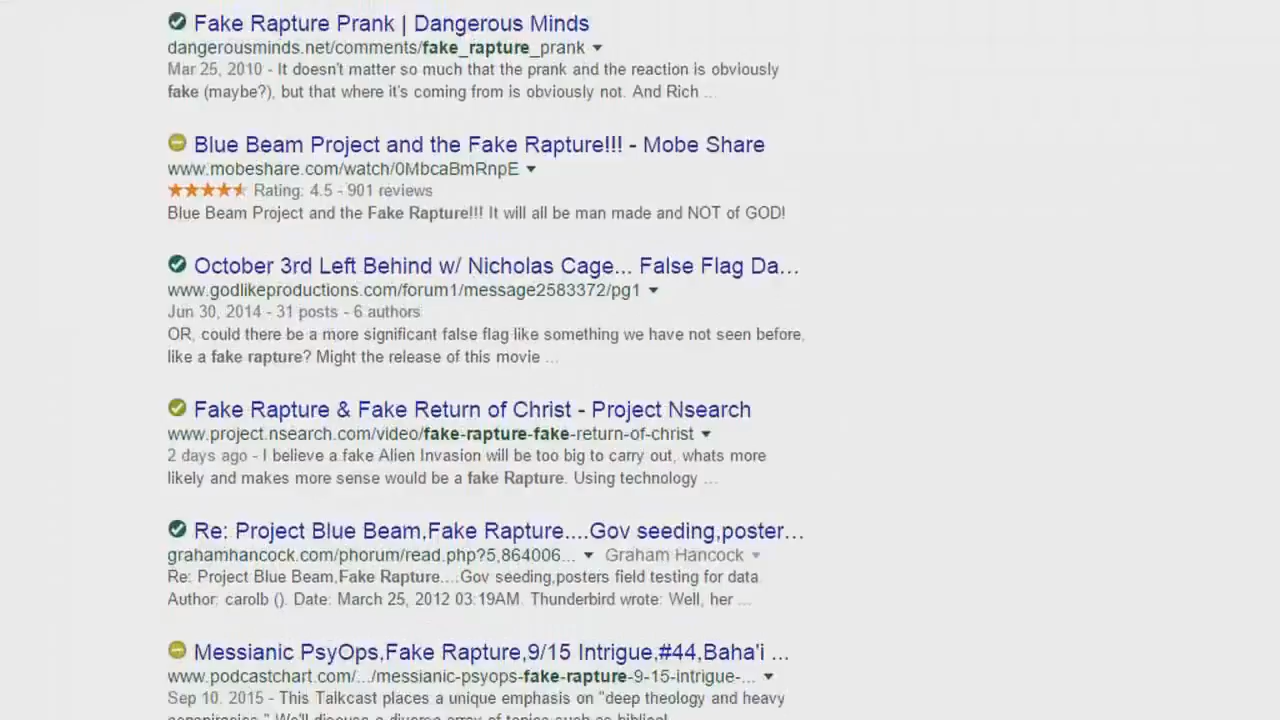 Fake Rapture Prank | Dangerous Minds
dangerousminds.net/comments/fake_rapture_prank
Mar 25, 2010 - It doesn't matter so much that the prank and the reaction is obviously
fake (maybe?), but that where it's coming from is obviously not. And Rich ...
Blue Beam Project and the Fake Rapture!!! - Mobe Share
www.mobeshare.com/watch/0MbcaBmRnpE
Rating: 4.5 - 901 reviews
Blue Beam Project and the Fake Rapture!!! It will all be man made and NOT of GOD!
October 3rd Left Behind w/ Nicholas Cage... False Flag Da...
www.godlikeproductions.com/forum1/message2583372/pg1
Jun 30, 2014 - 31 posts - 6 authors
OR, could there be a more significant false flag like something we have not seen before,
like a fake rapture? Might the release of this movie ...
Fake Rapture & Fake Return of Christ - Project Nsearch
www.project.nsearch.com/video/fake-rapture-fake-return-of-christ
2 days ago - I believe a fake Alien Invasion will be too big to carry out, whats more
likely and makes more sense would be a fake Rapture. Using technology ...
Re: Project Blue Beam,Fake Rapture....Gov seeding,poster...
grahamhancock.com/phorum/read.php?5,864006... Graham Hancock
Re: Project Blue Beam,Fake Rapture....Gov seeding,posters field testing for data
Author: carolb (). Date: March 25, 2012 03:19AM. Thunderbird wrote: Well, her ...
Messianic PsyOps,Fake Rapture,9/15 Intrigue,#44,Baha'i ...
www.podcastchart.com/.../messianic-psyops-fake-rapture-9-15-intrigue-...
Sep 10, 2015 - This Talkcast places a unique emphasis on "deep theology and heavy
conspiracies." We'll discuss a diverse array of topics such as biblical